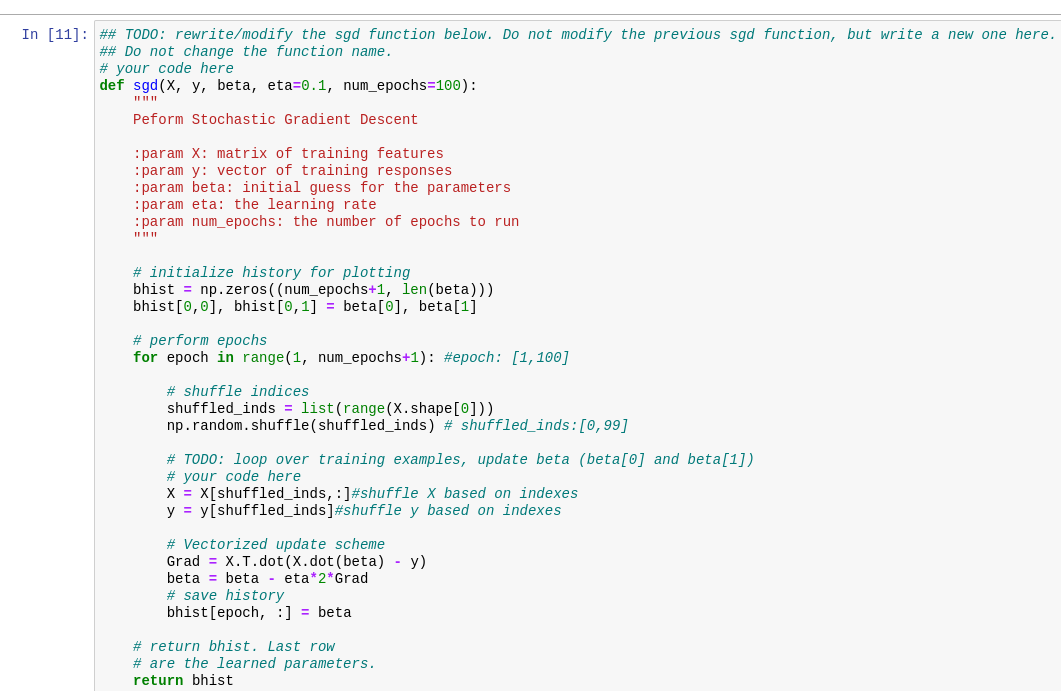 In [11]: ## TODO: rewrite/modify the sgd function below. Do not modify the previous sgd function, but write a new one here.
## Do not change the function name.
# your code here
def sgd(X, y, beta, eta=0.1, num_epochs=100):
    """
    Peform Stochastic Gradient Descent

    :param X: matrix of training features
    :param y: vector of training responses
    :param beta: initial guess for the parameters
    :param eta: the learning rate
    :param num_epochs: the number of epochs to run
    """

    # initialize history for plotting
    bhist = np.zeros((num_epochs+1, len(beta)))
    bhist[0,0], bhist[0,1] = beta[0], beta[1]

    # perform epochs
    for epoch in range(1, num_epochs+1): #epoch: [1,100]

        # shuffle indices
        shuffled_inds = list(range(X.shape[0]))
        np.random.shuffle(shuffled_inds) # shuffled_inds:[0,99]

        # TODO: loop over training examples, update beta (beta[0] and beta[1])
        # your code here
        X = X[shuffled_inds,:]#shuffle X based on indexes
        y = y[shuffled_inds]#shuffle y based on indexes

        # Vectorized update scheme
        Grad = X.T.dot(X.dot(beta) - y)
        beta = beta - eta*2*Grad
        # save history
        bhist[epoch, :] = beta

    # return bhist. Last row
    # are the learned parameters.
    return bhist